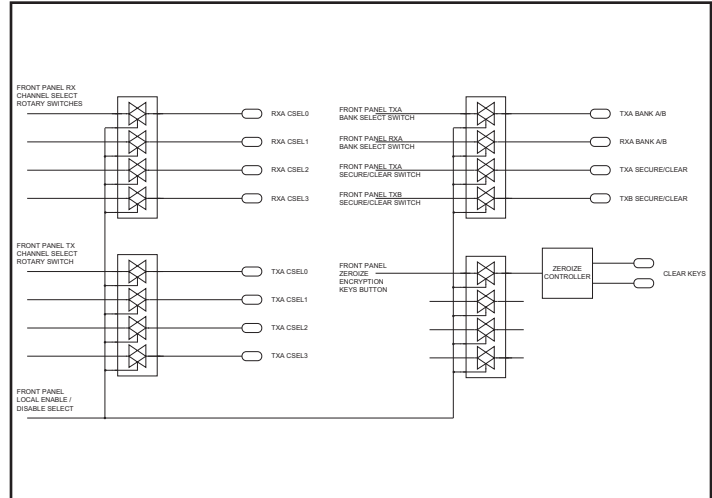 FRONT PANEL RX
CHANNEL SELECT
ROTARY SWITCHES
RXA CSEL0
RXA CSEL1
RXA CSEL2
RXA CSEL3
FRONT PANEL TX
CHANNEL SELECT
ROTARY SWITCH
TXA CSEL0
TXA CSEL1
TXA CSEL2
TXA CSEL3
FRONT PANEL
LOCAL ENABLE /
DISABLE SELECT
FRONT PANEL TXA
BANK SELECT SWITCH
TXA BANK A/B
FRONT PANEL RXA
BANK SELECT SWITCH
RXA BANK A/B
FRONT PANEL TXA
SECURE/CLEAR SWITCH
TXA SECURE/CLEAR
FRONT PANEL TXB
SECURE/CLEAR SWITCH
TXB SECURE/CLEAR
FRONT PANEL
ZEROIZE
ENCRYPTION
KEYS BUTTON
ZEROIZE
CONTROLLER
CLEAR KEYS